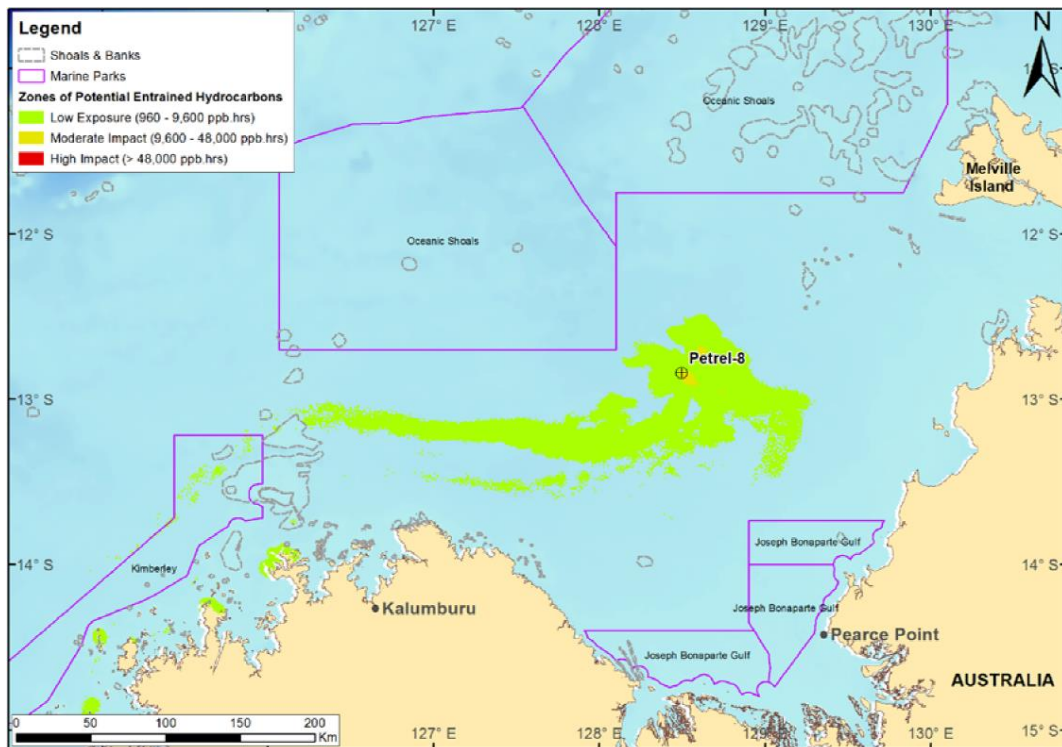 Legend
Shoals & Banks
Marine Parks
Zones of Potential Entrained Hydrocarbons
Low Exposure (960 - 9,600 ppb.hrs)
Moderate Impact (9,600 - 48,000 ppb.hrs)
High Impact (> 48,000 ppb.hrs)
127°E
128°E
129°E
130°E
N
Oceanic Shoals
Melville
Island
12°S
12°S
Oceanic Shoals
Petrel-8
13°S
13°S
Joseph Bonaparte Gulf
14°S
14°S
Kimberley
Kalumburu
Joseph Bonaparte Gulf
Pearce Point
Joseph Bonaparte Gulf
AUSTRALIA
0 50 100 150 200
Km
127°E
128°E
129°E
130°E
15°S